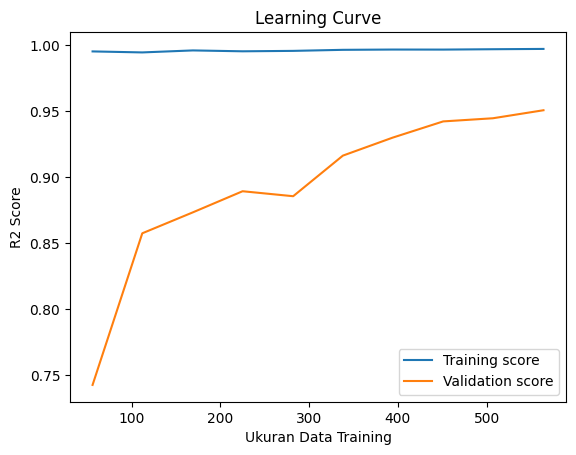 Learning Curve
1.00
0.95
0.90
0.85
0.80
0.75
R2 Score
100
200
300
400
500
Ukuran Data Training
Training score
Validation score